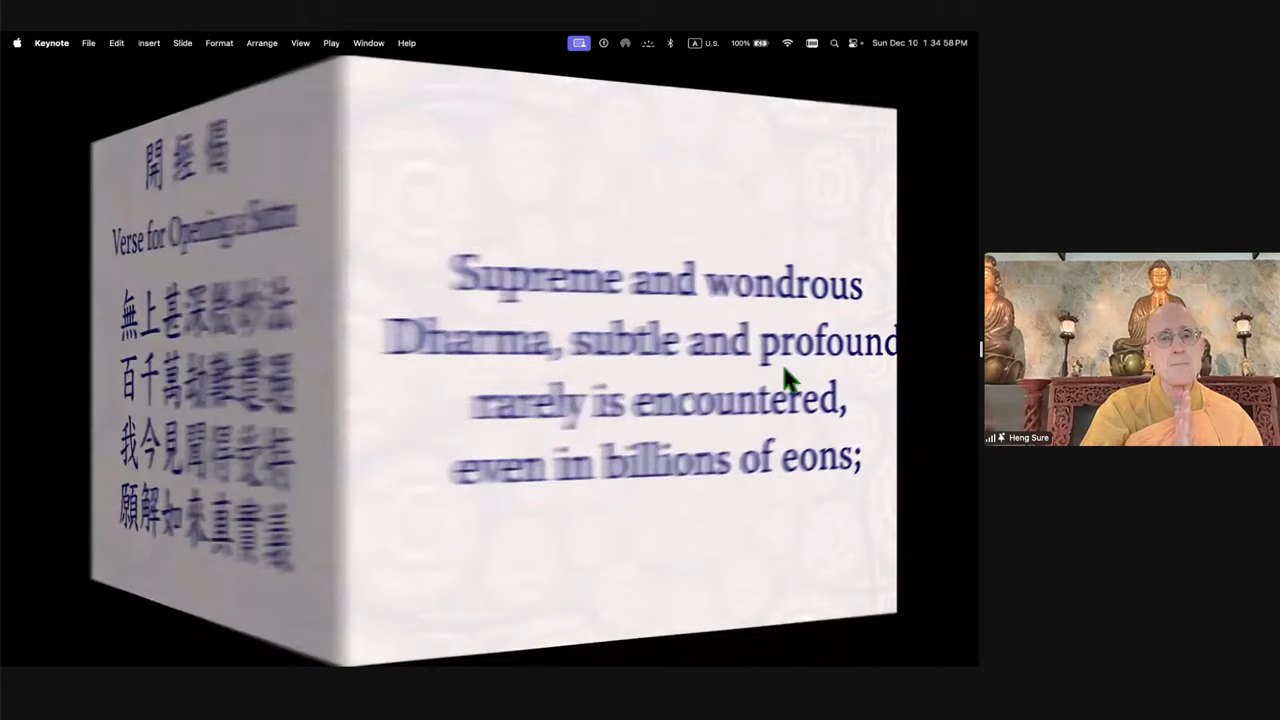 Keynote File Edit Insert Slide Format Arrange View Play Window Help
A U.S. 100% Sun Dec 10 1 34 58 PM
開經偈
Verse for Opening a Sutra
無上甚深微妙法
百千萬劫難遭遇
我今見聞得受持
願解如來真實義
Supreme and wondrous
Dharma, subtle and profound
rarely is encountered,
even in billions of eons;
Heng Sure